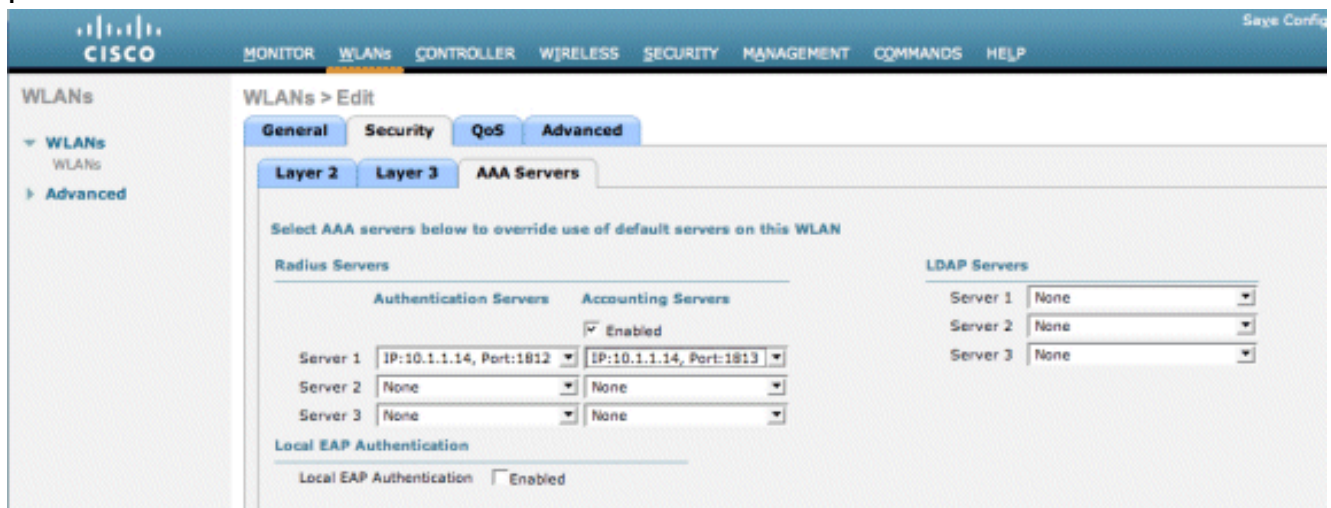 Save Config
CISCO
MONITOR WLANs CONTROLLER WIRELESS SECURITY MANAGEMENT COMMANDS HELP
WLANs
WLANs
WLANs
Advanced
WLANs > Edit
General Security QoS Advanced
Layer 2 Layer 3 AAA Servers
Select AAA servers below to override use of default servers on this WLAN
Radius Servers
Authentication Servers Accounting Servers
Enabled
Server 1 IP:10.1.1.14, Port:1812 IP:10.1.1.14, Port:1813
Server 2 None None
Server 3 None None
Local EAP Authentication
Local EAP Authentication Enabled
LDAP Servers
Server 1 None
Server 2 None
Server 3 None